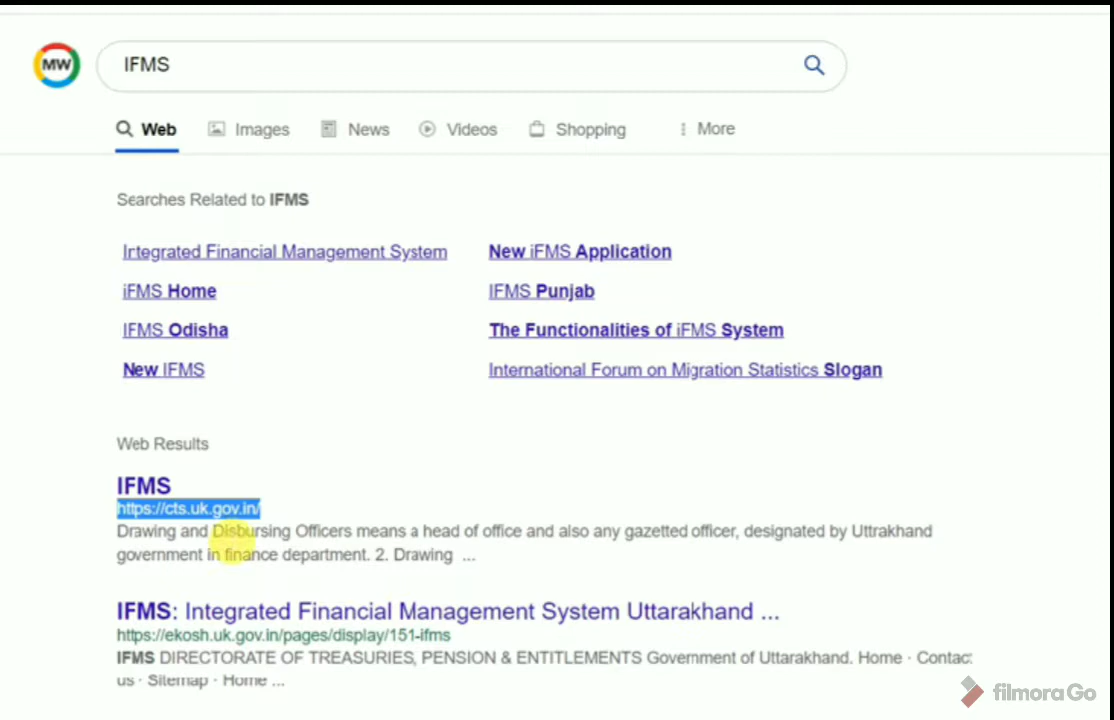 MW
IFMS
Web Images News Videos Shopping More
Searches Related to IFMS
Integrated Financial Management System
New iFMS Application
iFMS Home
IFMS Punjab
IFMS Odisha
The Functionalities of iFMS System
New IFMS
International Forum on Migration Statistics Slogan
Web Results
IFMS
https://cts.uk.gov.in/
Drawing and Disbursing Officers means a head of office and also any gazetted officer, designated by Uttrakhand
government in finance department. 2. Drawing ...
IFMS: Integrated Financial Management System Uttarakhand ...
https://ekosh.uk.gov.in/pages/display/151-ifms
IFMS DIRECTORATE OF TREASURIES, PENSION & ENTITLEMENTS Government of Uttarakhand. Home · Contact
us · Sitemap · Home ...
filmoraGo